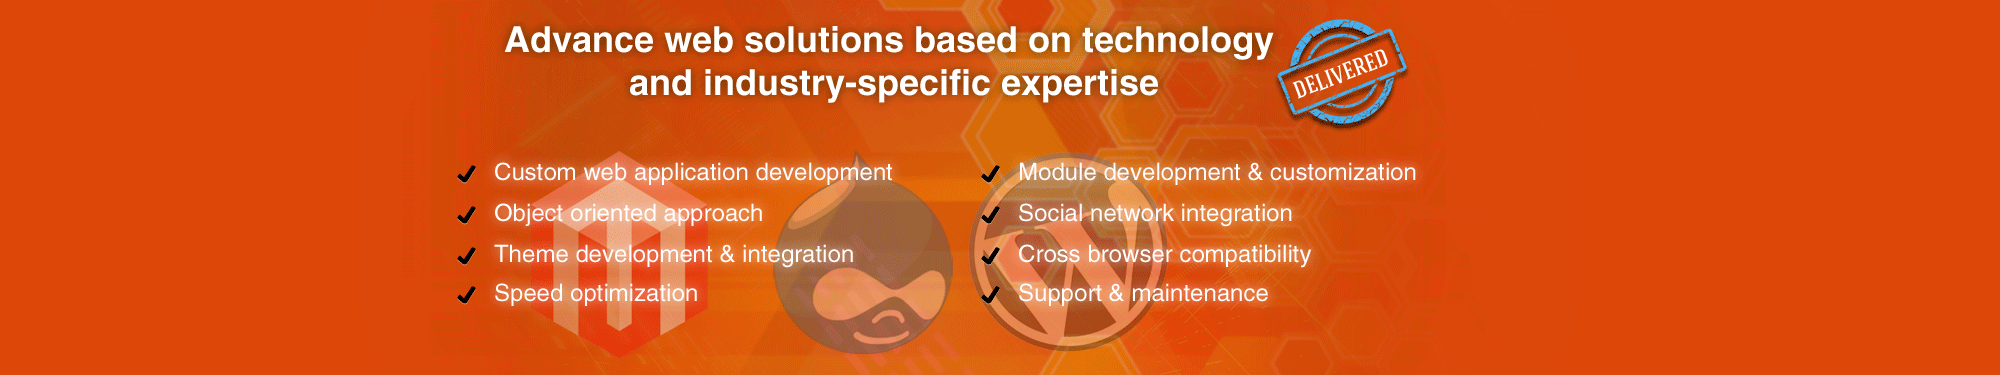 Advance web solutions based on technology
and industry-specific expertise
DELIVERED
Custom web application development
Object oriented approach
Theme development & integration
Speed optimization
Module development & customization
Social network integration
Cross browser compatibility
Support & maintenance